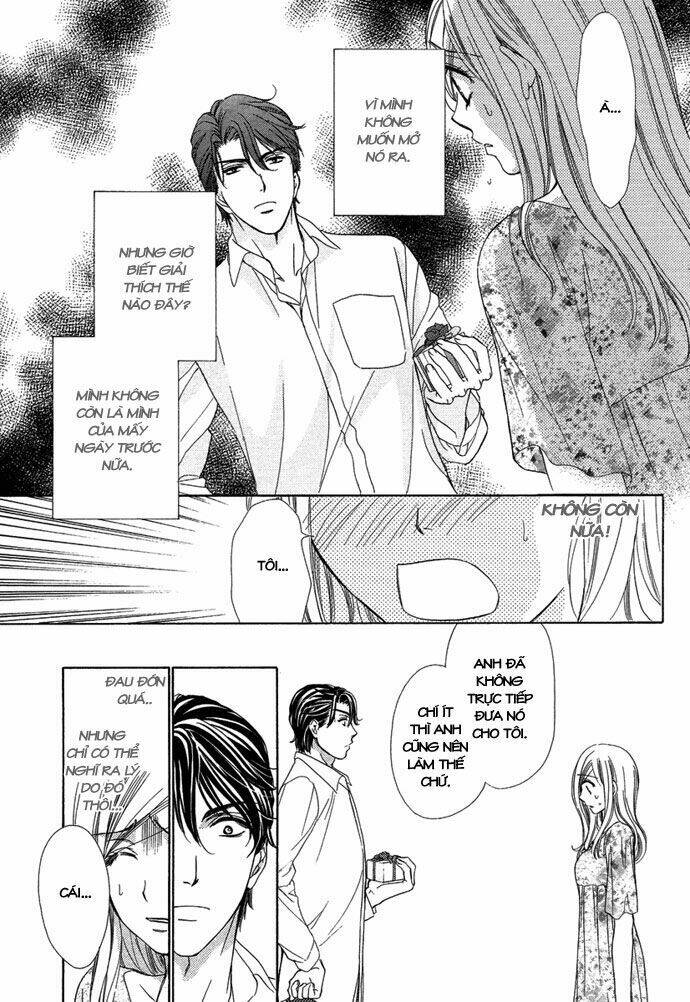 À...
VÌ MÌNH
KHÔNG
MUỐN MỞ
NÓ RA.
NHƯNG GIỜ
BIẾT GIẢI
THÍCH THẾ
NÀO ĐÂY?
MÌNH KHÔNG
CÒN LÀ MÌNH
CỦA MẤY
NGÀY TRƯỚC
NỮA.
KHÔNG CÒN
NỮA!
TÔI...
ANH ĐÃ
KHÔNG
TRỰC TIẾP
ĐƯA NÓ
CHO TÔI.
CHÍ ÍT
THÌ ANH
CŨNG NÊN
LÀM THẾ
CHỨ.
ĐAU ĐỚN
QUÁ..
NHƯNG
CHỈ CÓ THỂ
NGHĨ RA LÝ
DO ĐÓ
THÔI...
CÁI...